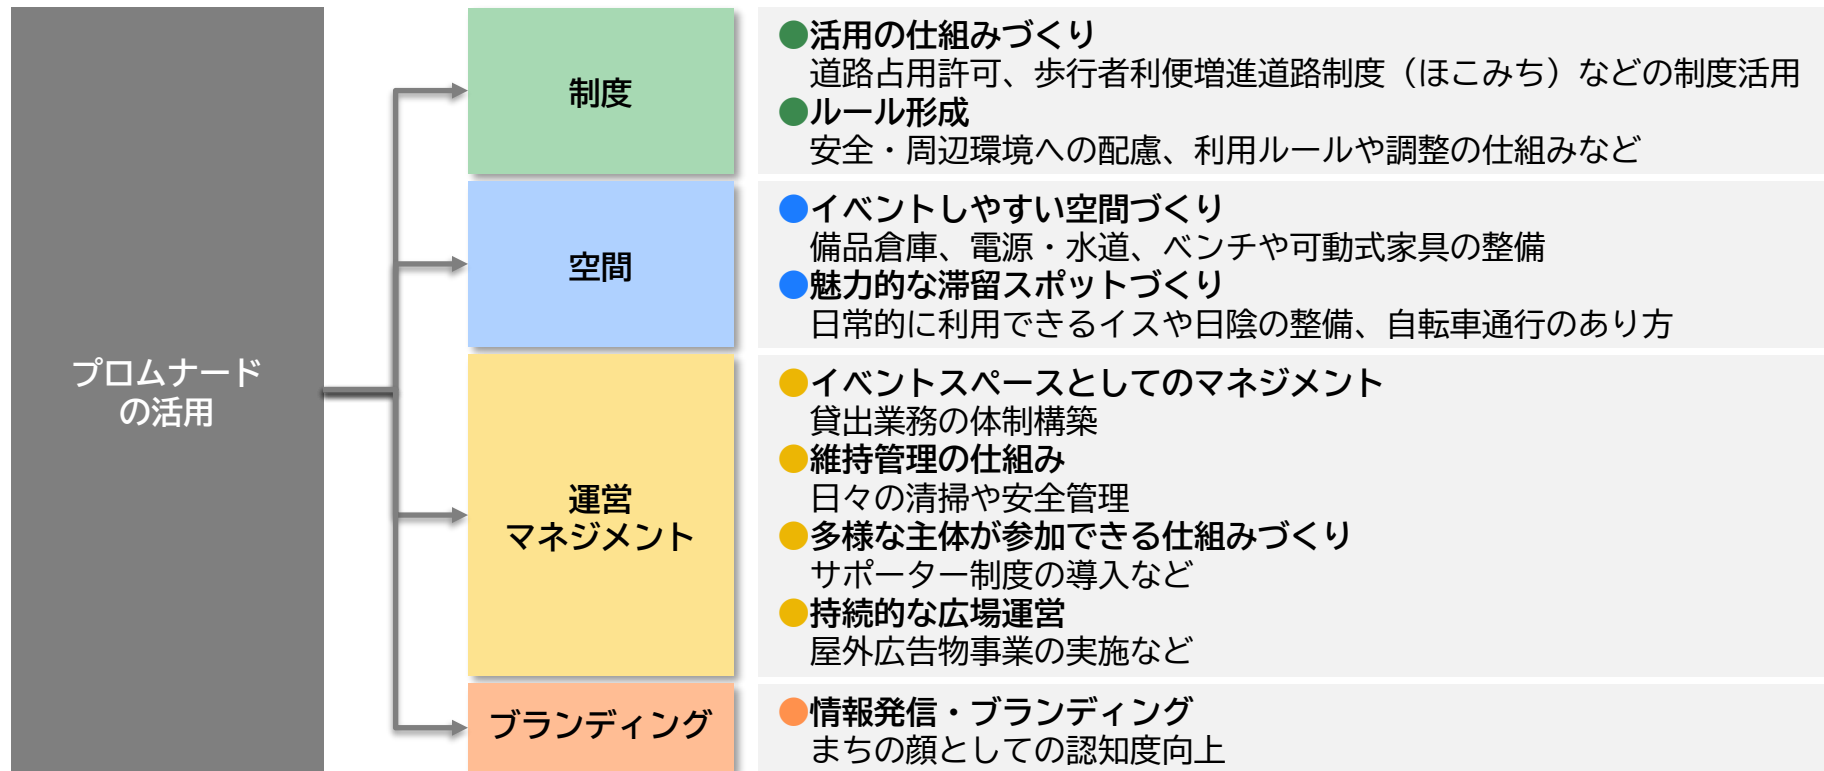 プロムナード
の活用
制度
●活用の仕組みづくり
道路占用許可、歩行者利便増進道路制度（ほこみち）などの制度活用
●ルール形成
安全・周辺環境への配慮、利用ルールや調整の仕組みなど
空間
●イベントしやすい空間づくり
備品倉庫、電源・水道、ベンチや可動式家具の整備
●魅力的な滞留スポットづくり
日常的に利用できるイスや日陰の整備、自転車通行のあり方
運営
マネジメント
●イベントスペースとしてのマネジメント
貸出業務の体制構築
●維持管理の仕組み
日々の清掃や安全管理
●多様な主体が参加できる仕組みづくり
サポーター制度の導入など
●持続的な広場運営
屋外広告物事業の実施など
ブランディング
●情報発信・ブランディング
まちの顔としての認知度向上